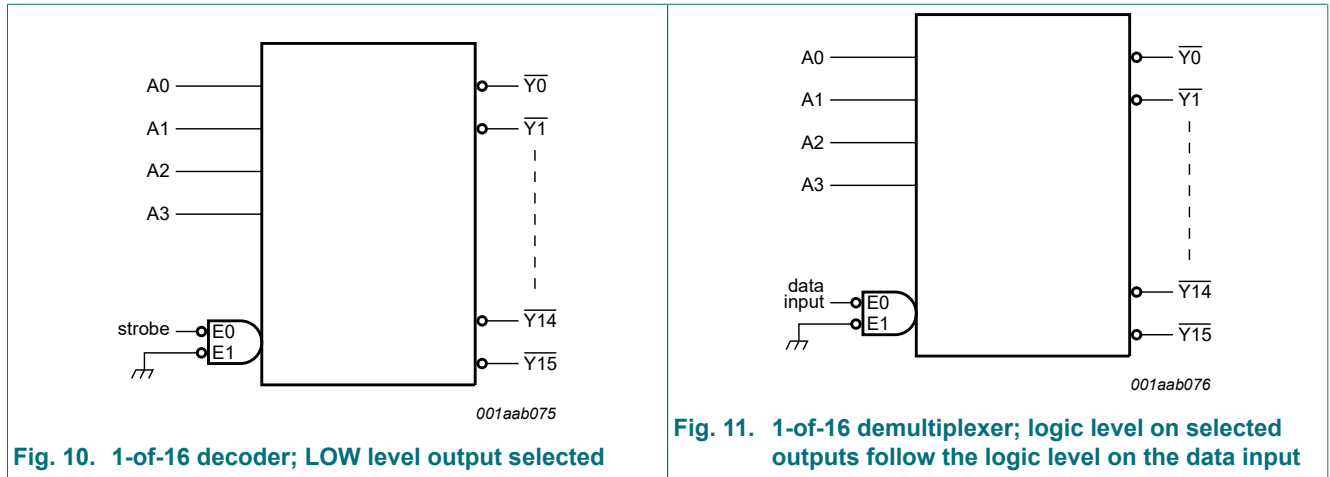 A0
A1
A2
A3
strobe
E0
E1
Y0
Y1
Y14
Y15
001aab075
Fig. 10. 1-of-16 decoder; LOW level output selected
A0
A1
A2
A3
data
input
E0
E1
Y0
Y1
Y14
Y15
001aab076
Fig. 11. 1-of-16 demultiplexer; logic level on selected
outputs follow the logic level on the data input